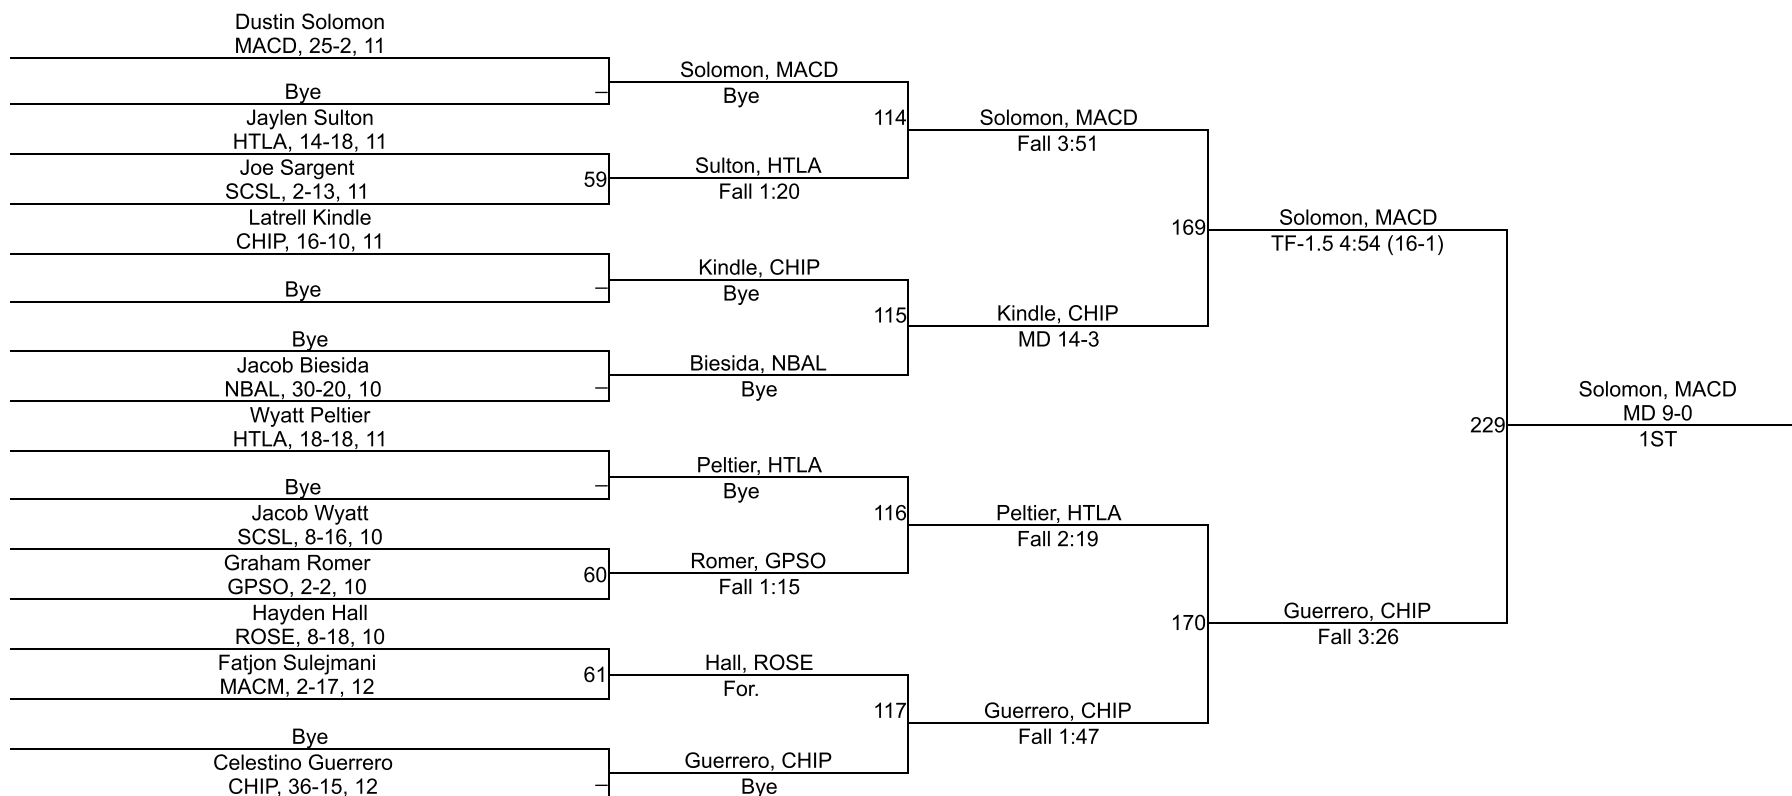 Dustin Solomon
MACD, 25-2, 11
Bye
–
Jaylen Sulton
HTLA, 14-18, 11
Joe Sargent
SCSL, 2-13, 11
59
Latrell Kindle
CHIP, 16-10, 11
Bye
–
Bye
Jacob Biesida
NBAL, 30-20, 10
–
Wyatt Peltier
HTLA, 18-18, 11
Bye
–
Jacob Wyatt
SCSL, 8-16, 10
Graham Romer
GPSO, 2-2, 10
60
Hayden Hall
ROSE, 8-18, 10
Fatjon Sulejmani
MACM, 2-17, 12
61
Bye
Celestino Guerrero
CHIP, 36-15, 12
–
Solomon, MACD
Bye
114
Sulton, HTLA
Fall 1:20
Kindle, CHIP
Bye
115
Biesida, NBAL
Bye
Peltier, HTLA
Bye
116
Romer, GPSO
Fall 1:15
Hall, ROSE
For.
117
Guerrero, CHIP
Bye
Solomon, MACD
Fall 3:51
169
Kindle, CHIP
MD 14-3
Peltier, HTLA
Fall 2:19
170
Guerrero, CHIP
Fall 1:47
Solomon, MACD
TF-1.5 4:54 (16-1)
229
Guerrero, CHIP
Fall 3:26
Solomon, MACD
MD 9-0
1ST